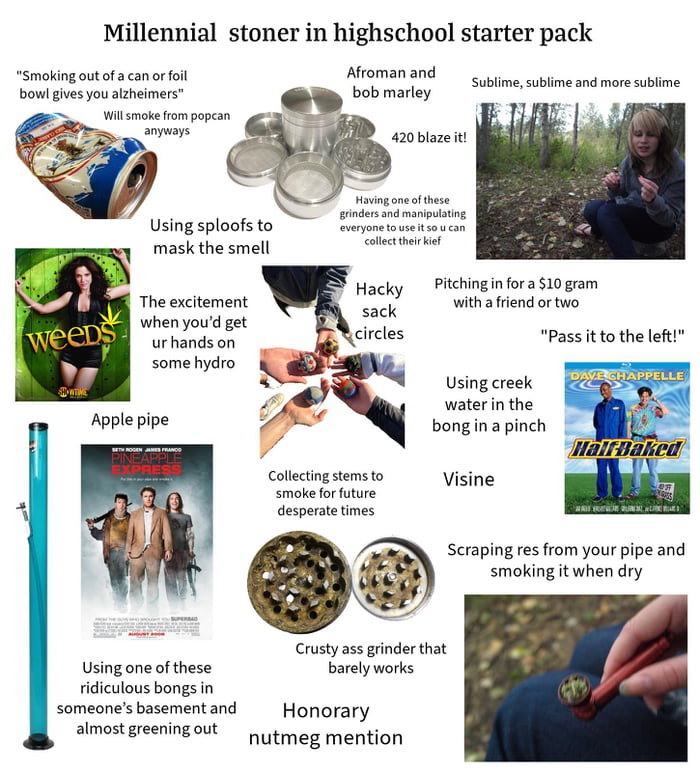 Millennial stoner in highschool starter pack
"Smoking out of a can or foil
bowl gives you alzheimers"
Will smoke from popcan
anyways
Afroman and
bob marley
420 blaze it!
Having one of these
grinders and manipulating
everyone to use it so u can
collect their kief
Sublime, sublime and more sublime
Using sploofs to
mask the smell
weeDS
SHOWTIME
The excitement
when you'd get
ur hands on
some hydro
Hacky
sack
circles
Pitching in for a $10 gram
with a friend or two
"Pass it to the left!"
Using creek
water in the
bong in a pinch
DAVE CHAPPELLE
Half Baked
Apple pipe
SETH ROGEN JAMES FRANCO
PINEAPPLE
EXPRESS
FROM THE GUYS WHO BROUGHT YOU SUPERBAD
AUGUST 2008
Collecting stems to
smoke for future
desperate times
Visine
Scraping res from your pipe and
smoking it when dry
Crusty ass grinder that
barely works
Using one of these
ridiculous bongs in
someone's basement and
almost greening out
Honorary
nutmeg mention